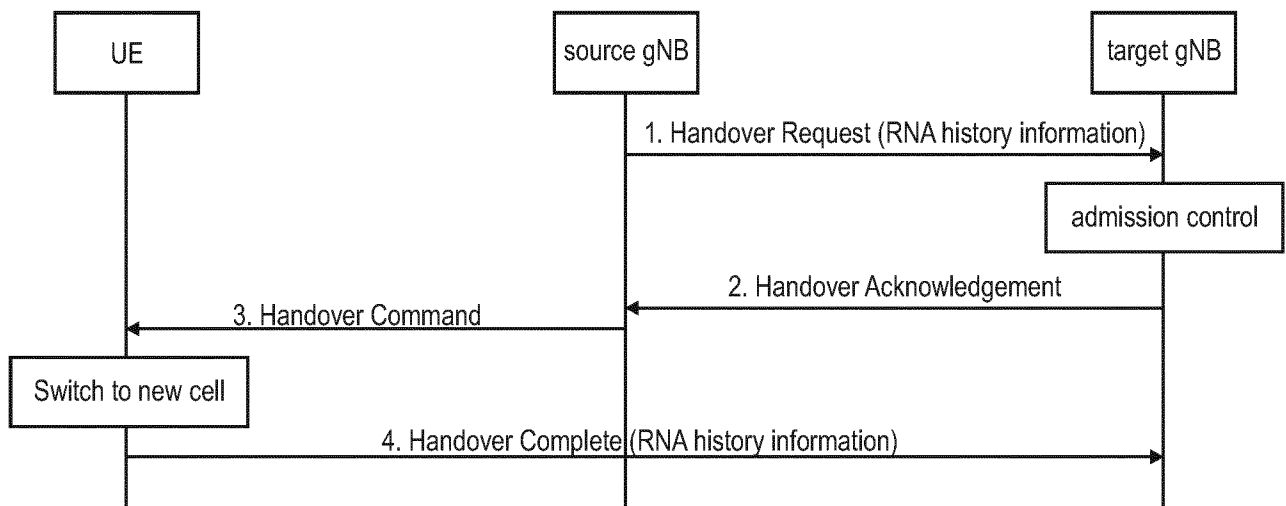 UE
source gNB
target gNB
1. Handover Request (RNA history information)
admission control
2. Handover Acknowledgement
3. Handover Command
Switch to new cell
4. Handover Complete (RNA history information)